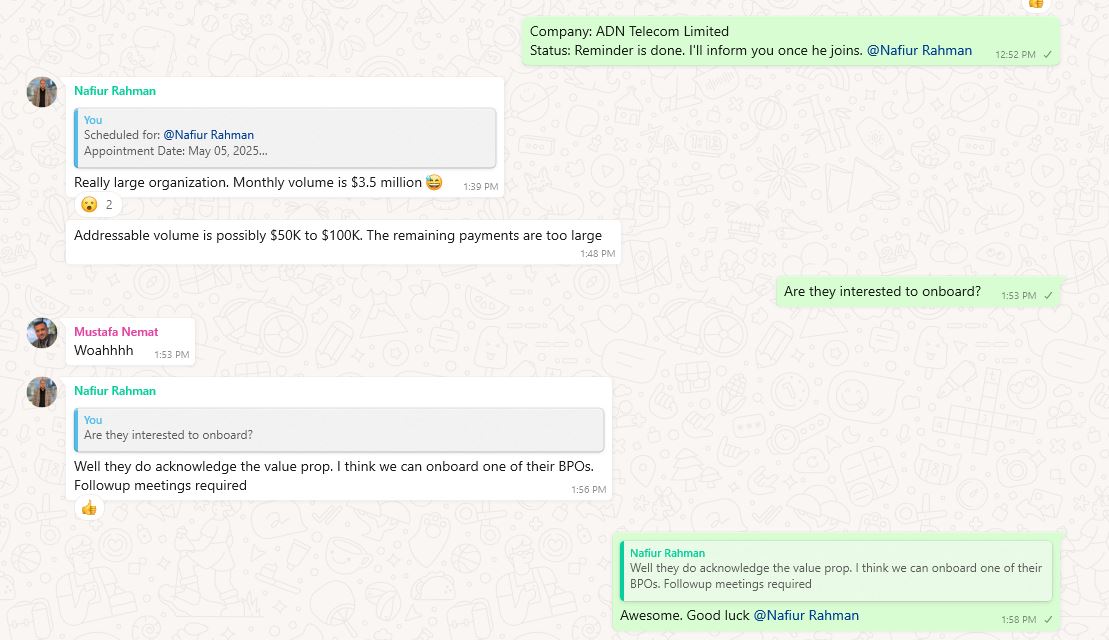 Company: ADN Telecom Limited
Status: Reminder is done. I'll inform you once he joins. @Nafiur Rahman
12:52 PM
Nafiur Rahman
You
Scheduled for: @Nafiur Rahman
Appointment Date: May 05, 2025...
Really large organization. Monthly volume is $3.5 million 😅
1:39 PM
😮 2
Addressable volume is possibly $50K to $100K. The remaining payments are too large
1:48 PM
Are they interested to onboard?
1:53 PM
Mustafa Nemat
Woahhhh
1:53 PM
Nafiur Rahman
You
Are they interested to onboard?
Well they do acknowledge the value prop. I think we can onboard one of their BPOs.
Followup meetings required
1:56 PM
Nafiur Rahman
Well they do acknowledge the value prop. I think we can onboard one of their
BPOs. Followup meetings required
Awesome. Good luck @Nafiur Rahman
1:58 PM